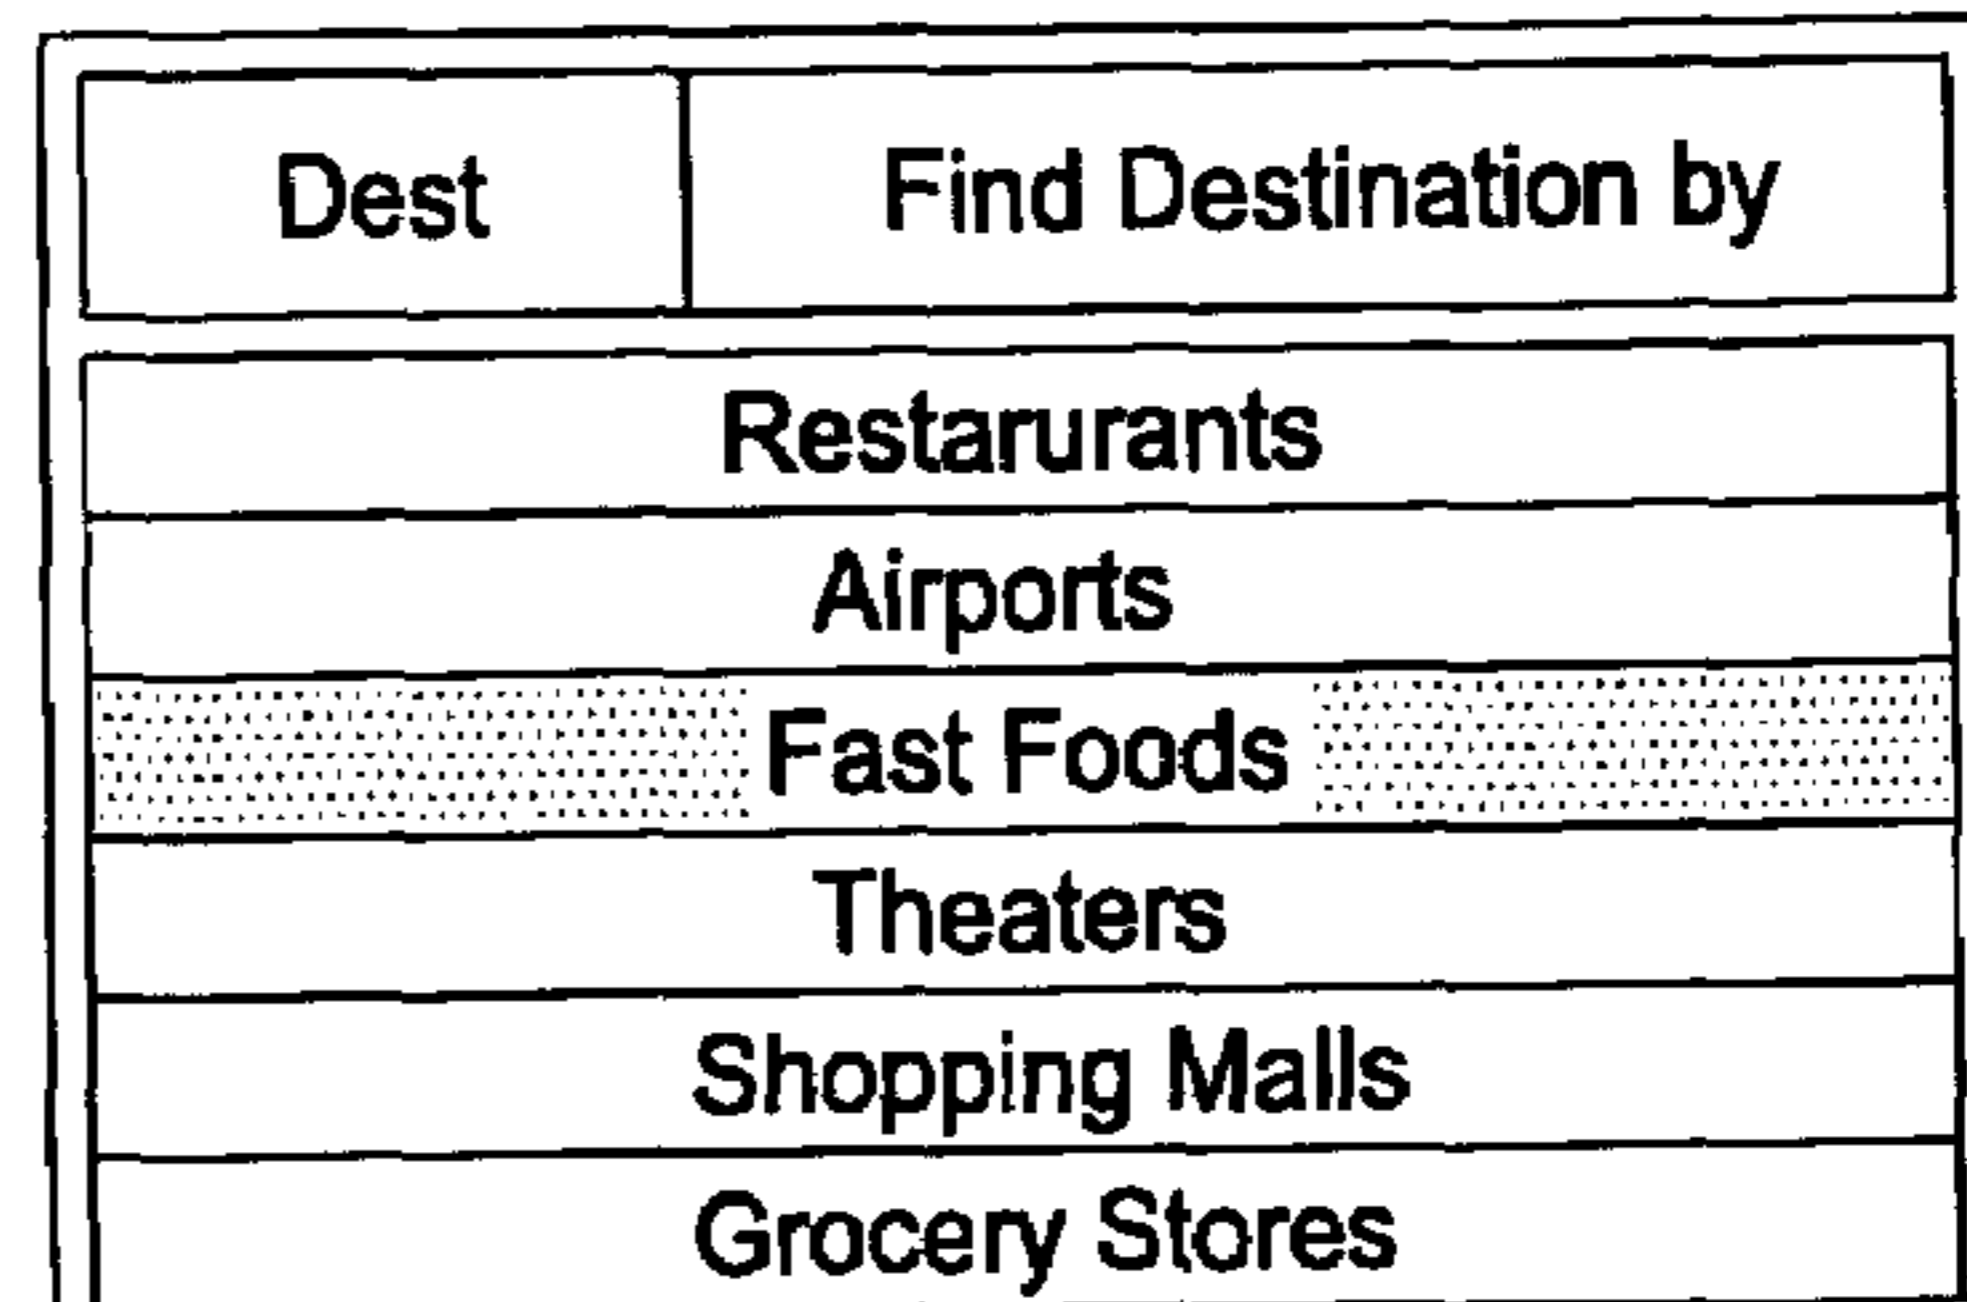 Dest Find Destination by
Restarurants
Airports
Fast Foods
Theaters
Shopping Malls
Grocery Stores